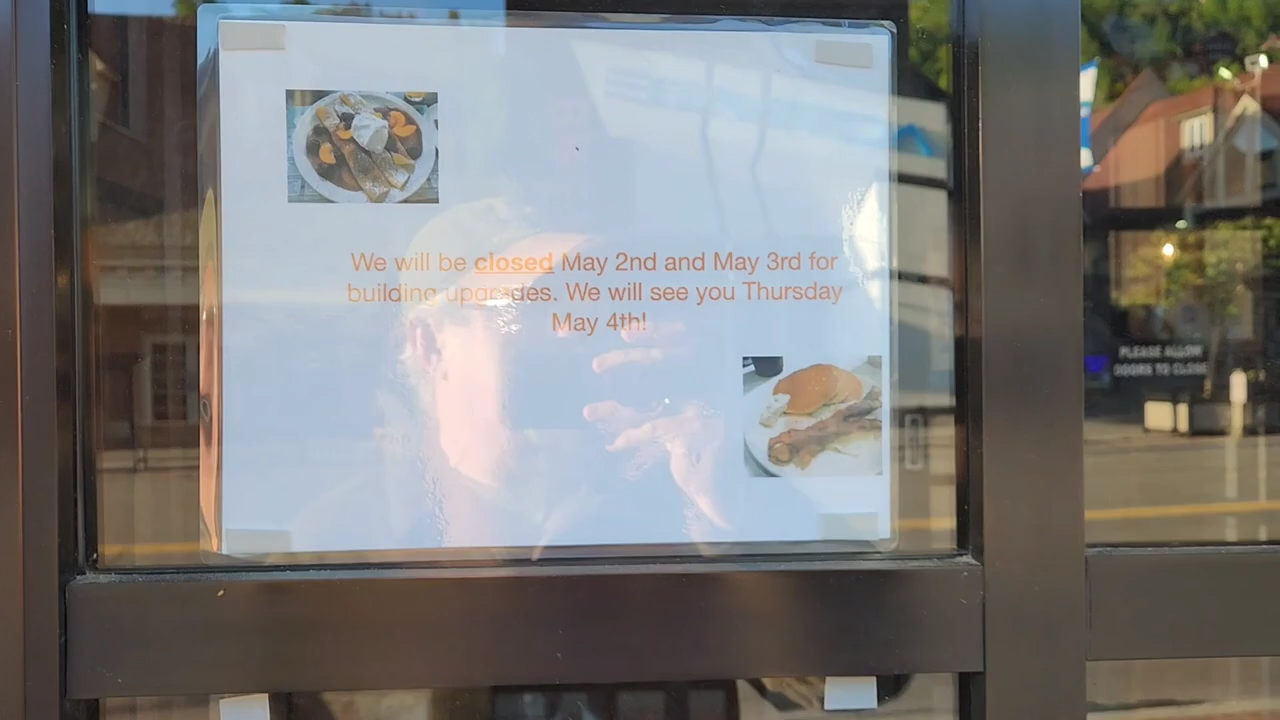 We will be closed May 2nd and May 3rd for
building upgrades. We will see you Thursday
May 4th!
PLEASE ALLOW
DOORS TO CLOSE